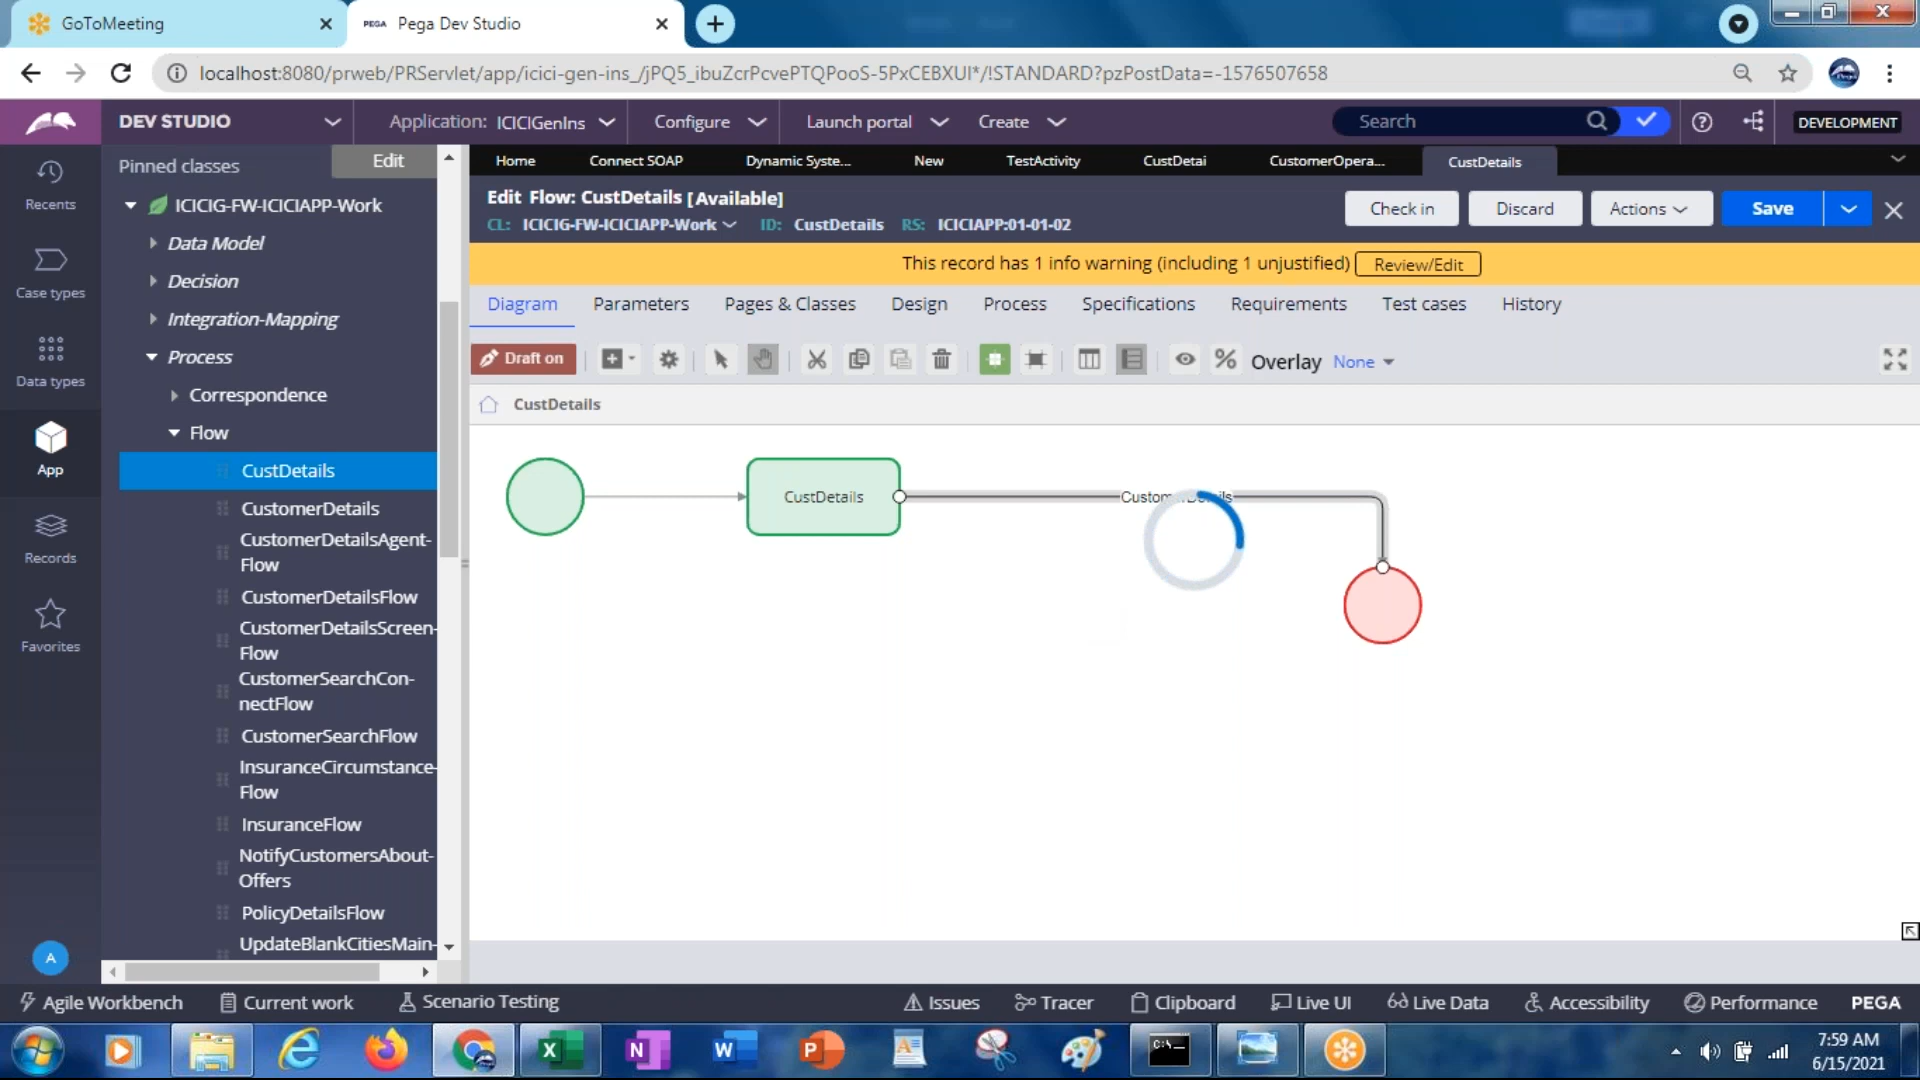 GoToMeeting
PEGA Pega Dev Studio
localhost:8080/prweb/PRServlet/app/icici-gen-ins_/jPQ5_ibuZcrPcvePTQPooS-5PxCEBXUI*/!STANDARD?pzPostData=-1576507658
DEV STUDIO
Application: ICICIGenIns
Configure
Launch portal
Create
Search
DEVELOPMENT
Recents
Case types
Data types
App
Records
Favorites
A
Pinned classes
Edit
ICICIG-FW-ICICIAPP-Work
Data Model
Decision
Integration-Mapping
Process
Correspondence
Flow
CustDetails
CustomerDetails
CustomerDetailsAgent-
Flow
CustomerDetailsFlow
CustomerDetailsScreen-
Flow
CustomerSearchCon-
nectFlow
CustomerSearchFlow
InsuranceCircumstance-
Flow
InsuranceFlow
NotifyCustomersAbout-
Offers
PolicyDetailsFlow
UpdateBlankCitiesMain-
Home
Connect SOAP
Dynamic Syste...
New
TestActivity
CustDetai
CustomerOpera...
CustDetails
Edit Flow: CustDetails [Available]
CL: ICICIG-FW-ICICIAPP-Work ID: CustDetails RS: ICICIAPP:01-01-02
Check in
Discard
Actions
Save
This record has 1 info warning (including 1 unjustified) Review/Edit
Diagram
Parameters
Pages & Classes
Design
Process
Specifications
Requirements
Test cases
History
Draft on
Overlay None
CustDetails
CustDetails
CustomerDetails
Agile Workbench
Current work
Scenario Testing
Issues
Tracer
Clipboard
Live UI
Live Data
Accessibility
Performance
PEGA
7:59 AM
6/15/2021